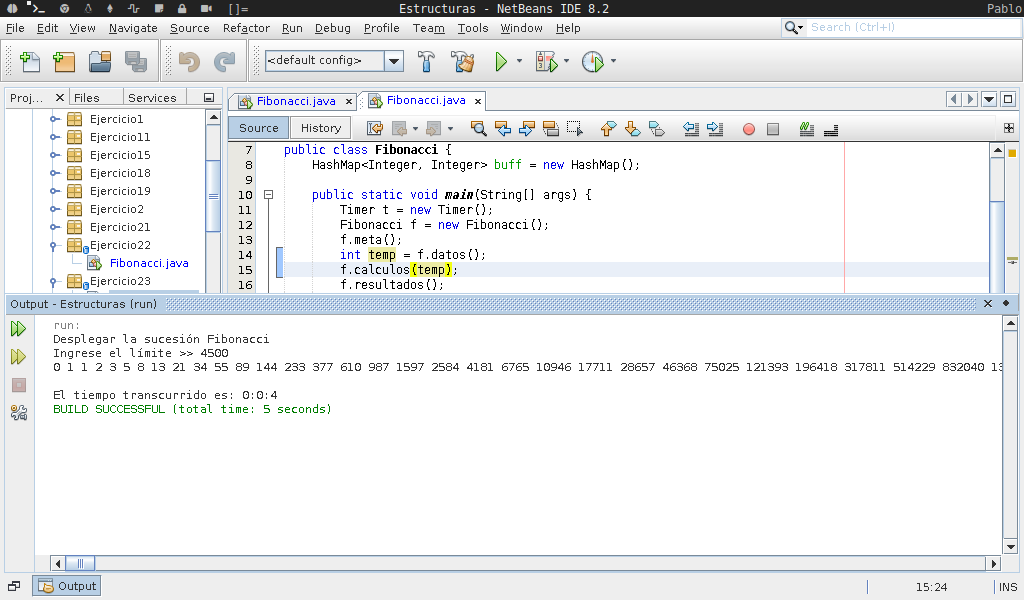 []= Estructuras - NetBeans IDE 8.2 Pablo
File Edit View Navigate Source Refactor Run Debug Profile Team Tools Window Help Search (Ctrl+I)
<default config>
Proj... Files Services Fibonacci.java Fibonacci.java
Source History
Ejercicio1
Ejercicio11
Ejercicio15
Ejercicio18
Ejercicio19
Ejercicio2
Ejercicio21
Ejercicio22
Fibonacci.java
Ejercicio23
7 public class Fibonacci {
8 HashMap<Integer, Integer> buff = new HashMap();
9
10 public static void main(String[] args) {
11 Timer t = new Timer();
12 Fibonacci f = new Fibonacci();
13 f.meta();
14 int temp = f.datos();
15 f.calculos(temp);
16 f.resultados();
Output - Estructuras (run)
run:
Desplegar la sucesión Fibonacci
Ingrese el límite >> 4500
0 1 1 2 3 5 8 13 21 34 55 89 144 233 377 610 987 1597 2584 4181 6765 10946 17711 28657 46368 75025 121393 196418 317811 514229 832040 13
El tiempo transcurrido es: 0:0:4
BUILD SUCCESSFUL (total time: 5 seconds)
Output 15:24 INS